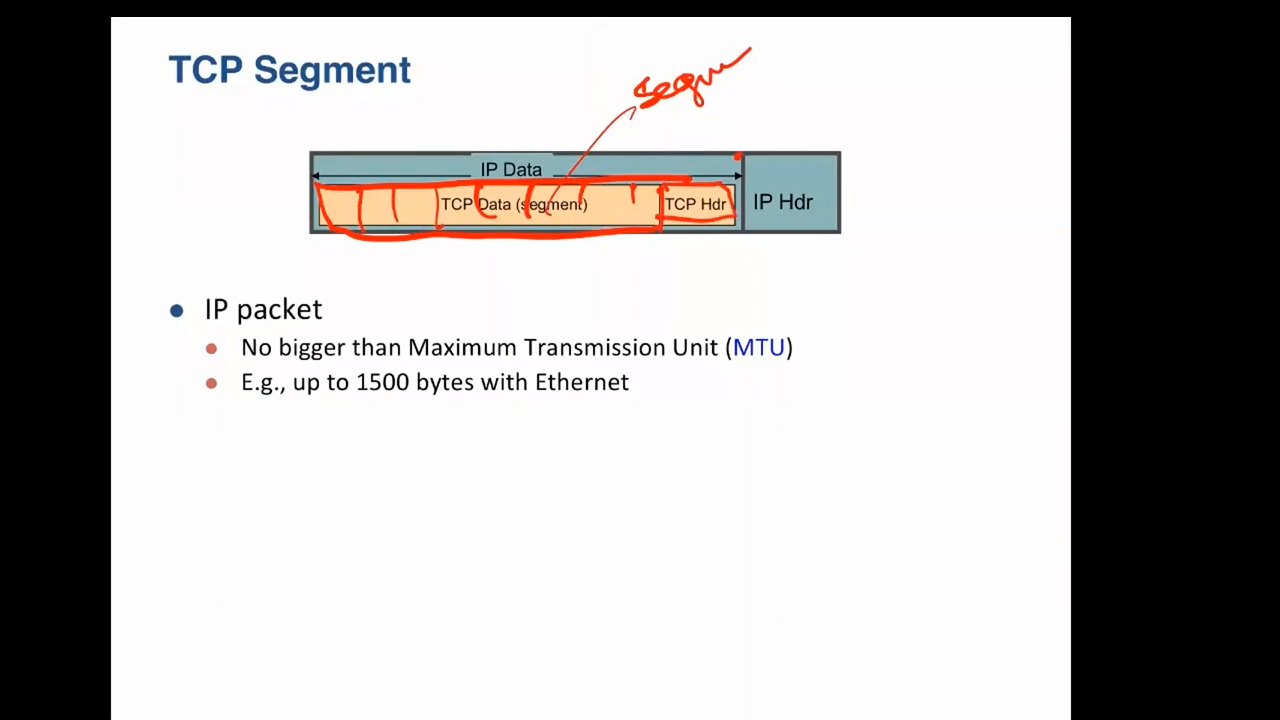 TCP Segment
IP Data
TCP Data (segment)
TCP Hdr
IP Hdr
IP packet
No bigger than Maximum Transmission Unit (MTU)
E.g., up to 1500 bytes with Ethernet